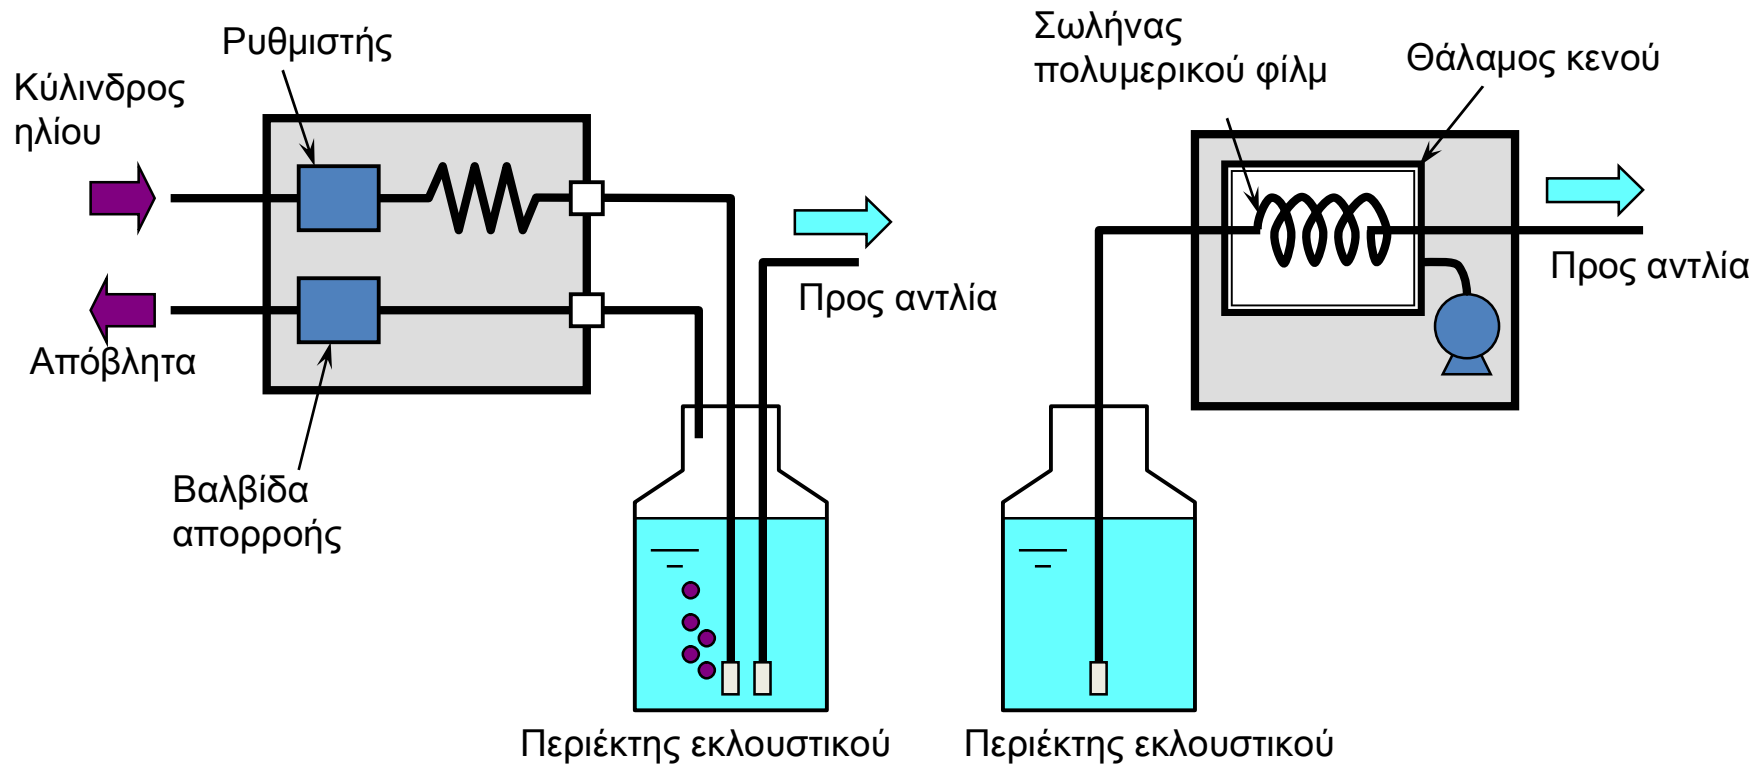 Ρυθμιστής
Κύλινδρος
ηλίου
Απόβλητα
Βαλβίδα
απορροής
Προς αντλία
Περιέκτης εκλουστικού
Σωλήνας
πολυμερικού φίλμ
Θάλαμος κενού
Προς αντλία
Περιέκτης εκλουστικού